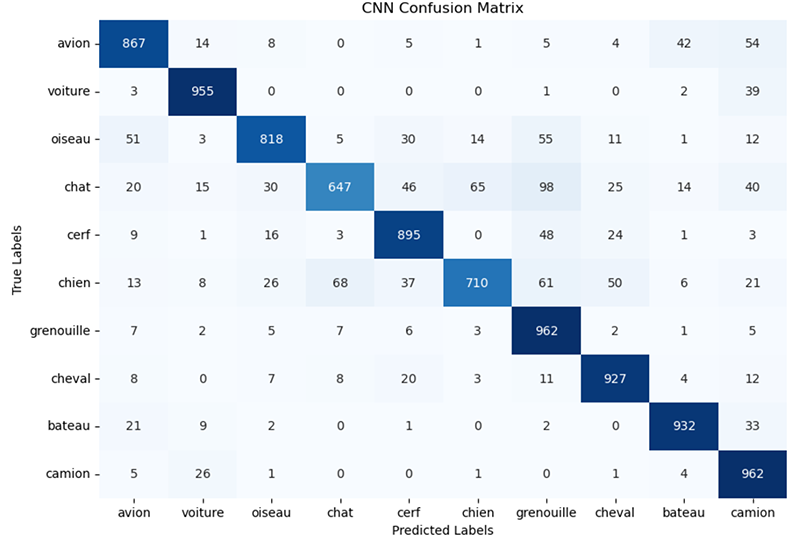 CNN Confusion Matrix
avion 867 14 8 0 5 1 5 4 42 54
voiture 3 955 0 0 0 0 1 0 2 39
oiseau 51 3 818 5 30 14 55 11 1 12
chat 20 15 30 647 46 65 98 25 14 40
cerf 9 1 16 3 895 0 48 24 1 3
chien 13 8 26 68 37 710 61 50 6 21
grenouille 7 2 5 7 6 3 962 2 1 5
cheval 8 0 7 8 20 3 11 927 4 12
bateau 21 9 2 0 1 0 2 0 932 33
camion 5 26 1 0 0 1 0 1 4 962
avion voiture oiseau chat cerf chien grenouille cheval bateau camion
Predicted Labels
True Labels